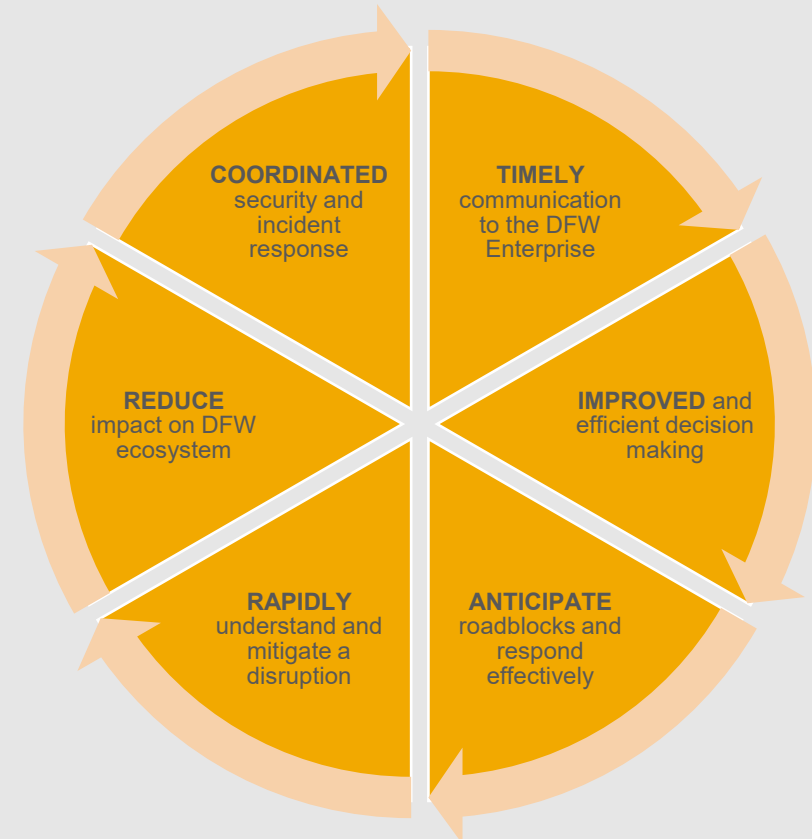 COORDINATED
security and
incident
response
TIMELY
communication
to the DFW
Enterprise
IMPROVED and
efficient decision
making
ANTICIPATE
roadblocks and
respond
effectively
RAPIDLY
understand and
mitigate a
disruption
REDUCE
impact on DFW
ecosystem